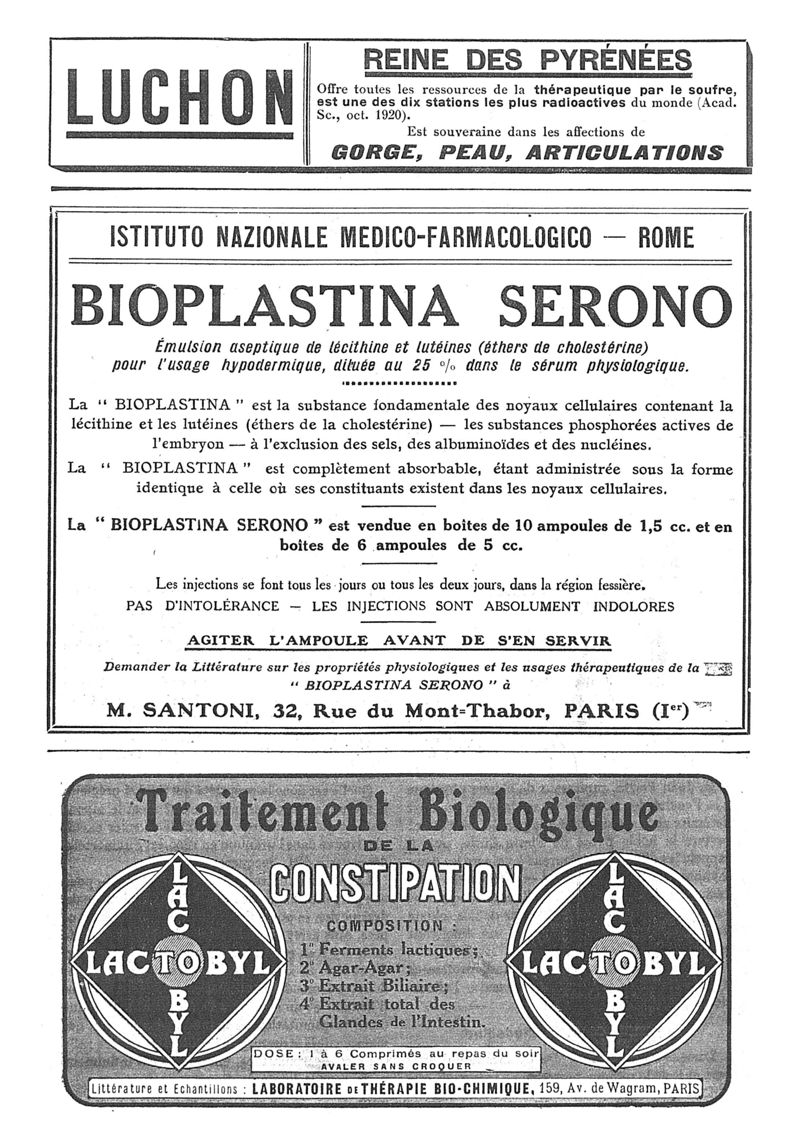 LUCHON
REINE DES PYRÉNÉES
Offre toutes les ressources de la thérapeutique par le soufre,
est une des dix stations les plus radioactives du monde (Acad.
Sc., oct. 1920).
Est souveraine dans les affections de
GORGE, PEAU, ARTICULATIONS
ISTITUTO NAZIONALE MEDICO-FARMACOLOGICO — ROME
BIOPLASTINA SERONO
Émulsion aseptique de lécithine et lutéines (éthers de cholestérine)
pour l'usage hypodermique, diluée au 25 % dans le sérum physiologique.
La “ BIOPLASTINA ” est la substance fondamentale des noyaux cellulaires contenant la
lécithine et les lutéines (éthers de la cholestérine) — les substances phosphorées actives de
l'embryon — à l'exclusion des sels, des albuminoïdes et des nucléines.
La “ BIOPLASTINA ” est complètement absorbable, étant administrée sous la forme
identique à celle où ses constituants existent dans les noyaux cellulaires.
La “ BIOPLASTINA SERONO ” est vendue en boîtes de 10 ampoules de 1,5 cc. et en
boîtes de 6 ampoules de 5 cc.
Les injections se font tous les jours ou tous les deux jours, dans la région fessière.
PAS D'INTOLÉRANCE — LES INJECTIONS SONT ABSOLUMENT INDOLORES
AGITER L'AMPOULE AVANT DE S'EN SERVIR
Demander la Littérature sur les propriétés physiologiques et les usages thérapeutiques de la
“ BIOPLASTINA SERONO ” à
M. SANTONI, 32, Rue du Mont-Thabor, PARIS (Ier)
Traitement Biologique
DE LA
CONSTIPATION
LACTOBYL
LACTOBYL
COMPOSITION :
1° Ferments lactiques ;
2° Agar-Agar ;
3° Extrait Biliaire ;
4° Extrait total des
Glandes de l'Intestin.
LACTOBYL
LACTOBYL
DOSE : 1 à 6 Comprimés au repas du soir
AVALER SANS CROQUER
Littérature et Echantillons : LABORATOIRE DE THÉRAPIE BIO-CHIMIQUE, 159, Av. de Wagram, PARIS